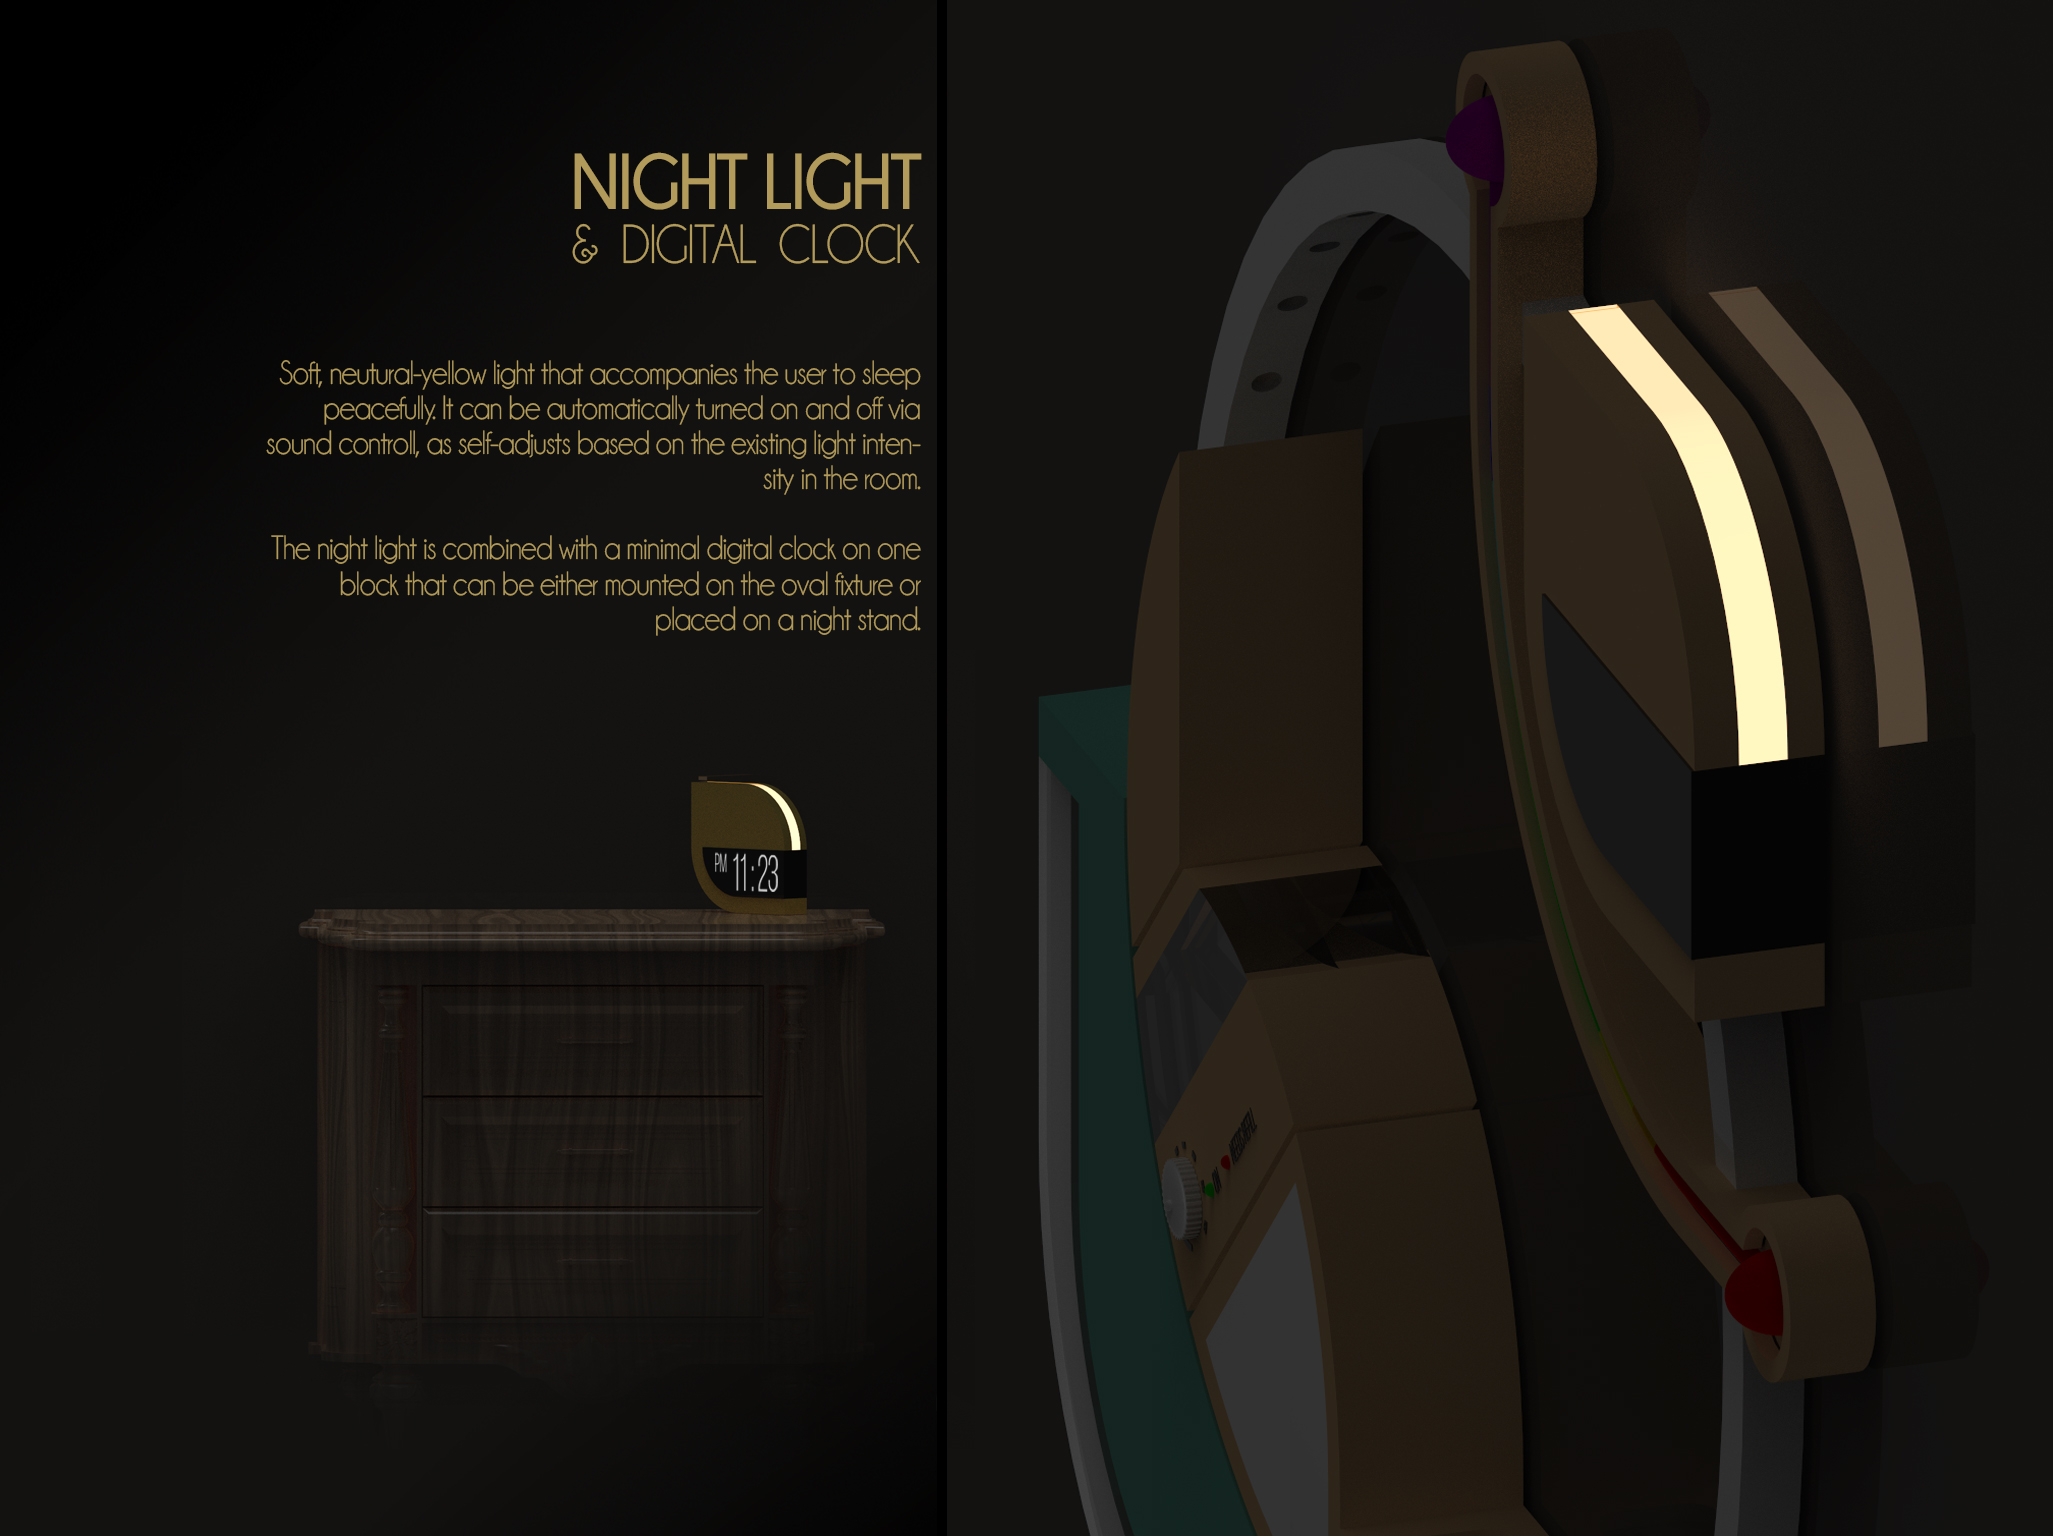 NIGHT LIGHT
& DIGITAL CLOCK
Soft, neutural-yellow light that accompanies the user to sleep
peacefully. It can be automatically turned on and off via
sound controll, as self-adjusts based on the existing light inten-
sity in the room.
The night light is combined with a minimal digital clock on one
block that can be either mounted on the oval fixture or
placed on a night stand.
PM 11:23